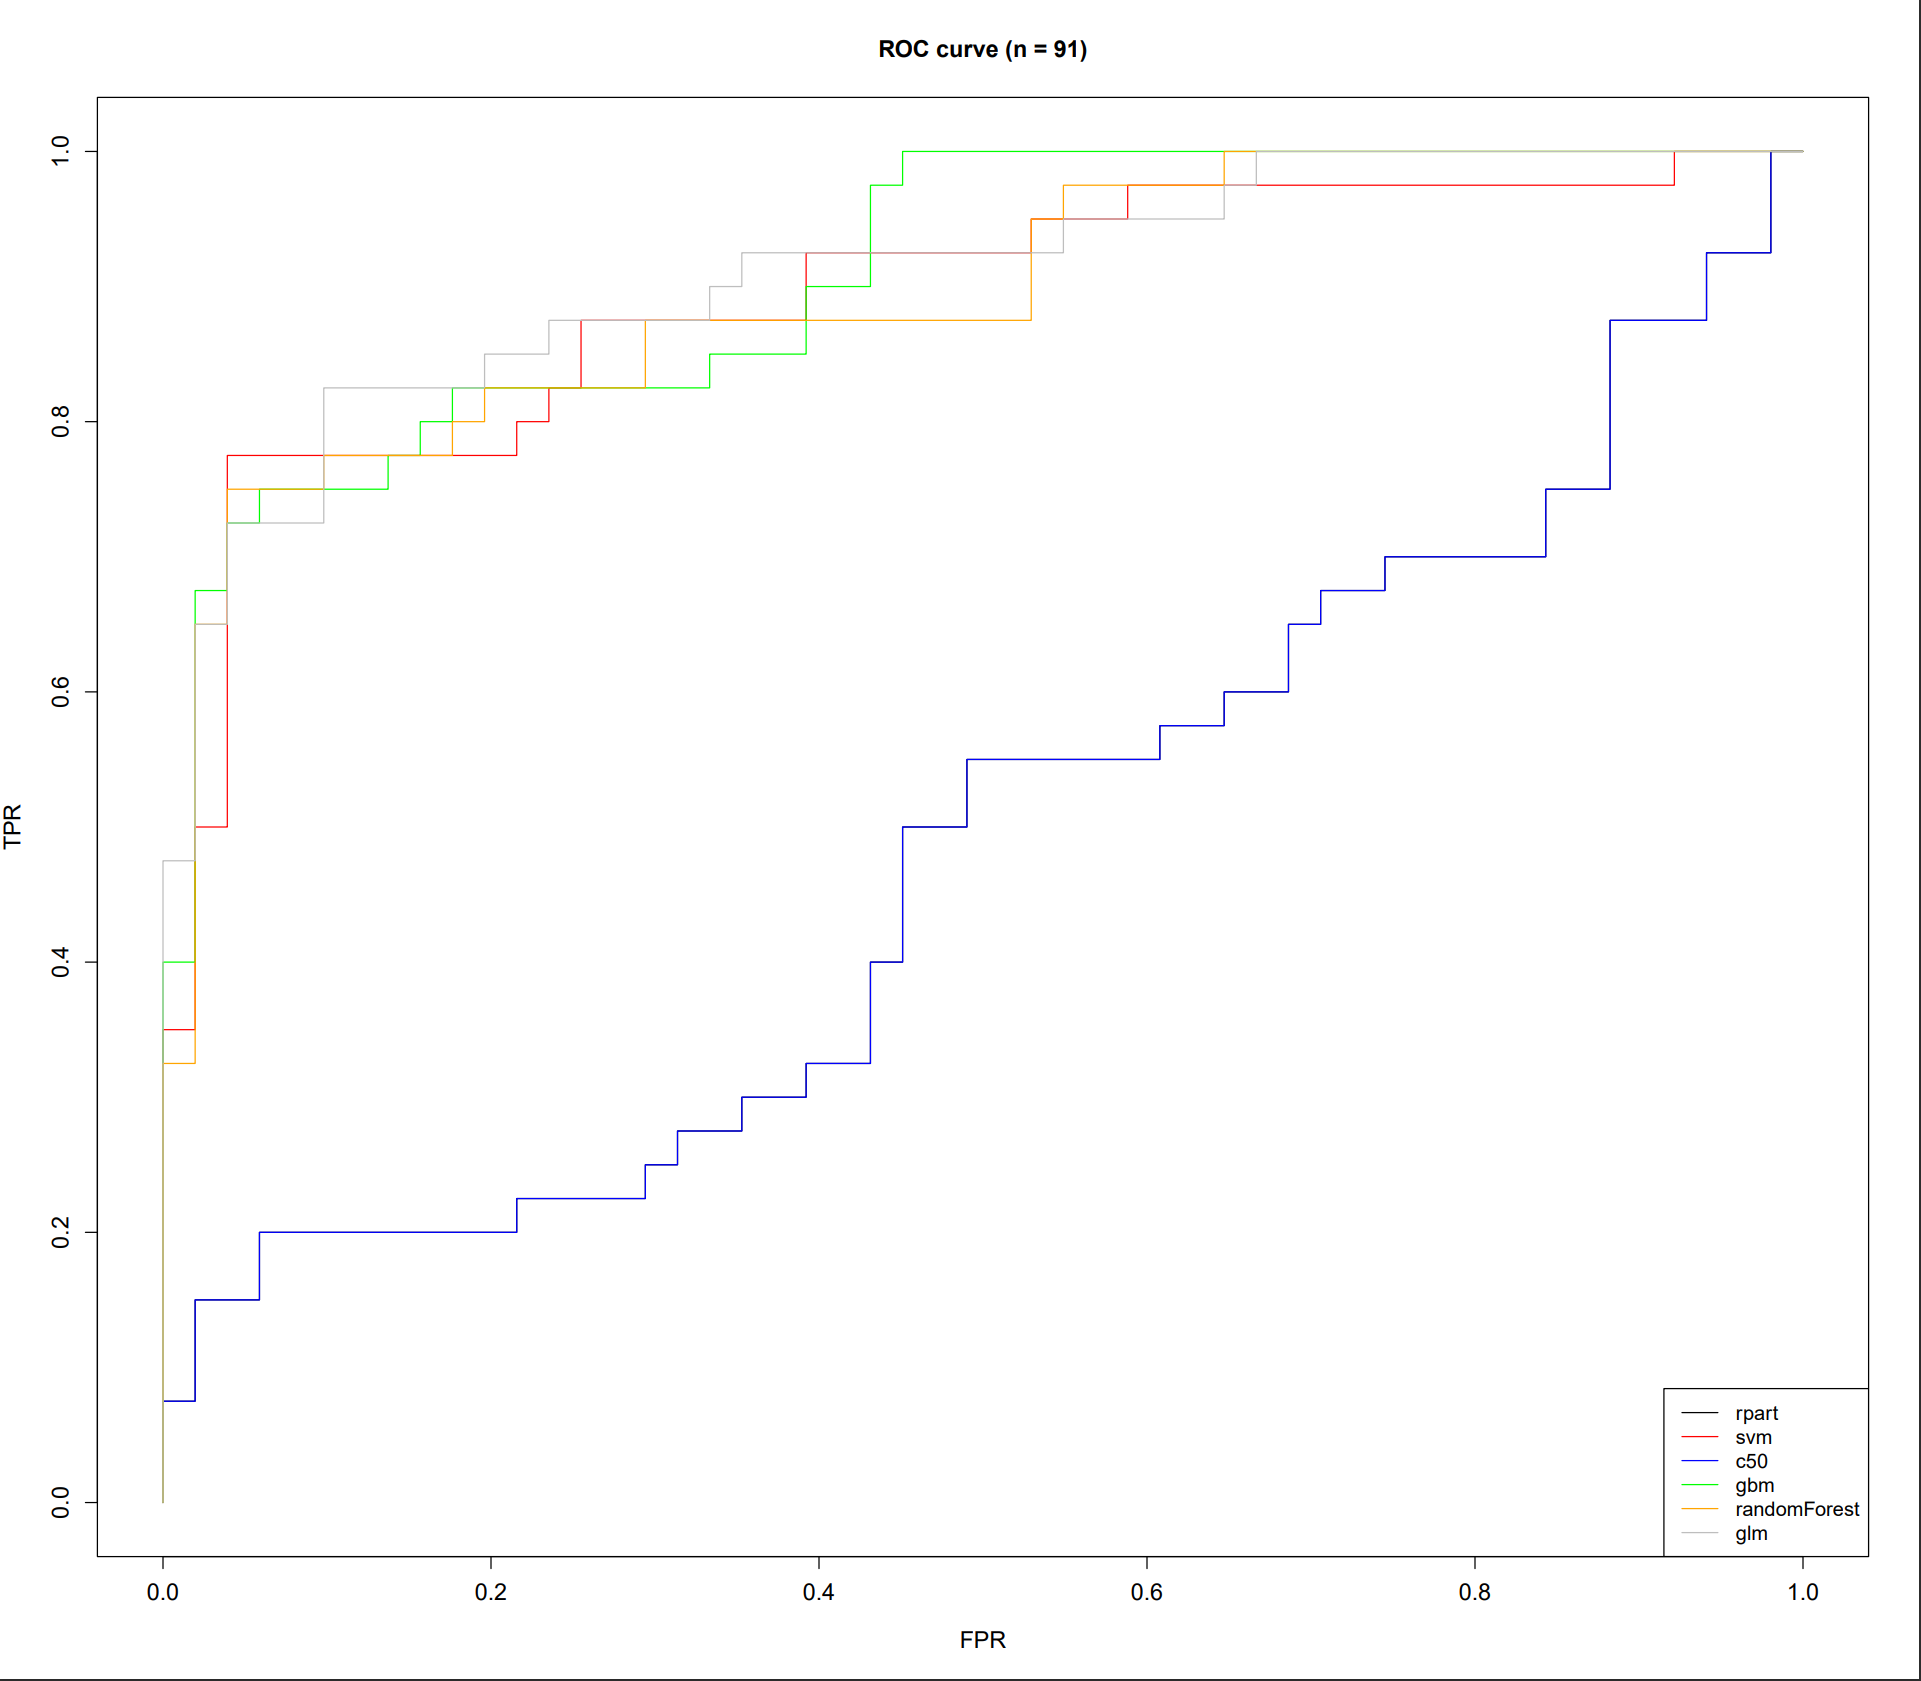 ROC curve (n = 91)
TPR
1.0
0.8
0.6
0.4
0.2
0.0
0.0 0.2 0.4 0.6 0.8 1.0
FPR
rpart
svm
c50
gbm
randomForest
glm